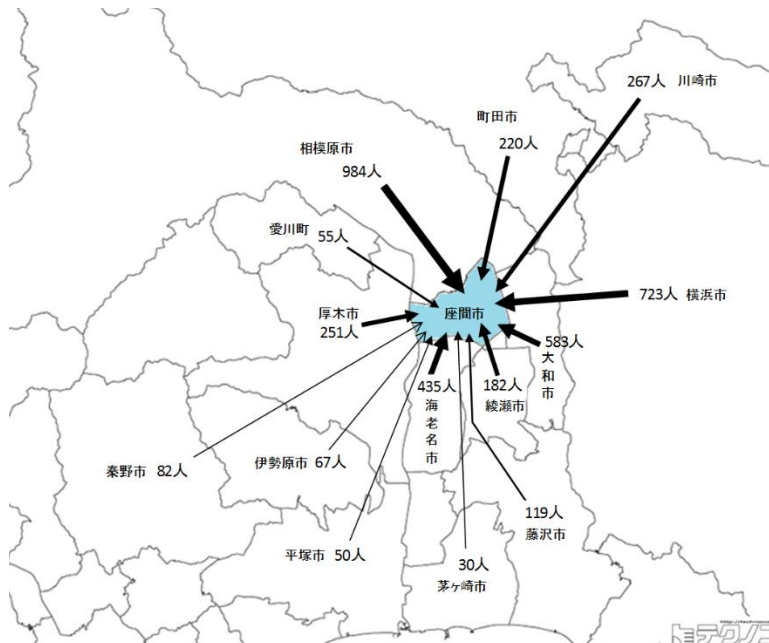 267人 川崎市
町田市
220人
相模原市
984人
愛川町 55人
723人 横浜市
座間市
厚木市
251人
583人
大和市
182人
綾瀬市
435人
海老名市
伊勢原市 67人
秦野市 82人
119人
藤沢市
平塚市 50人
30人
茅ヶ崎市